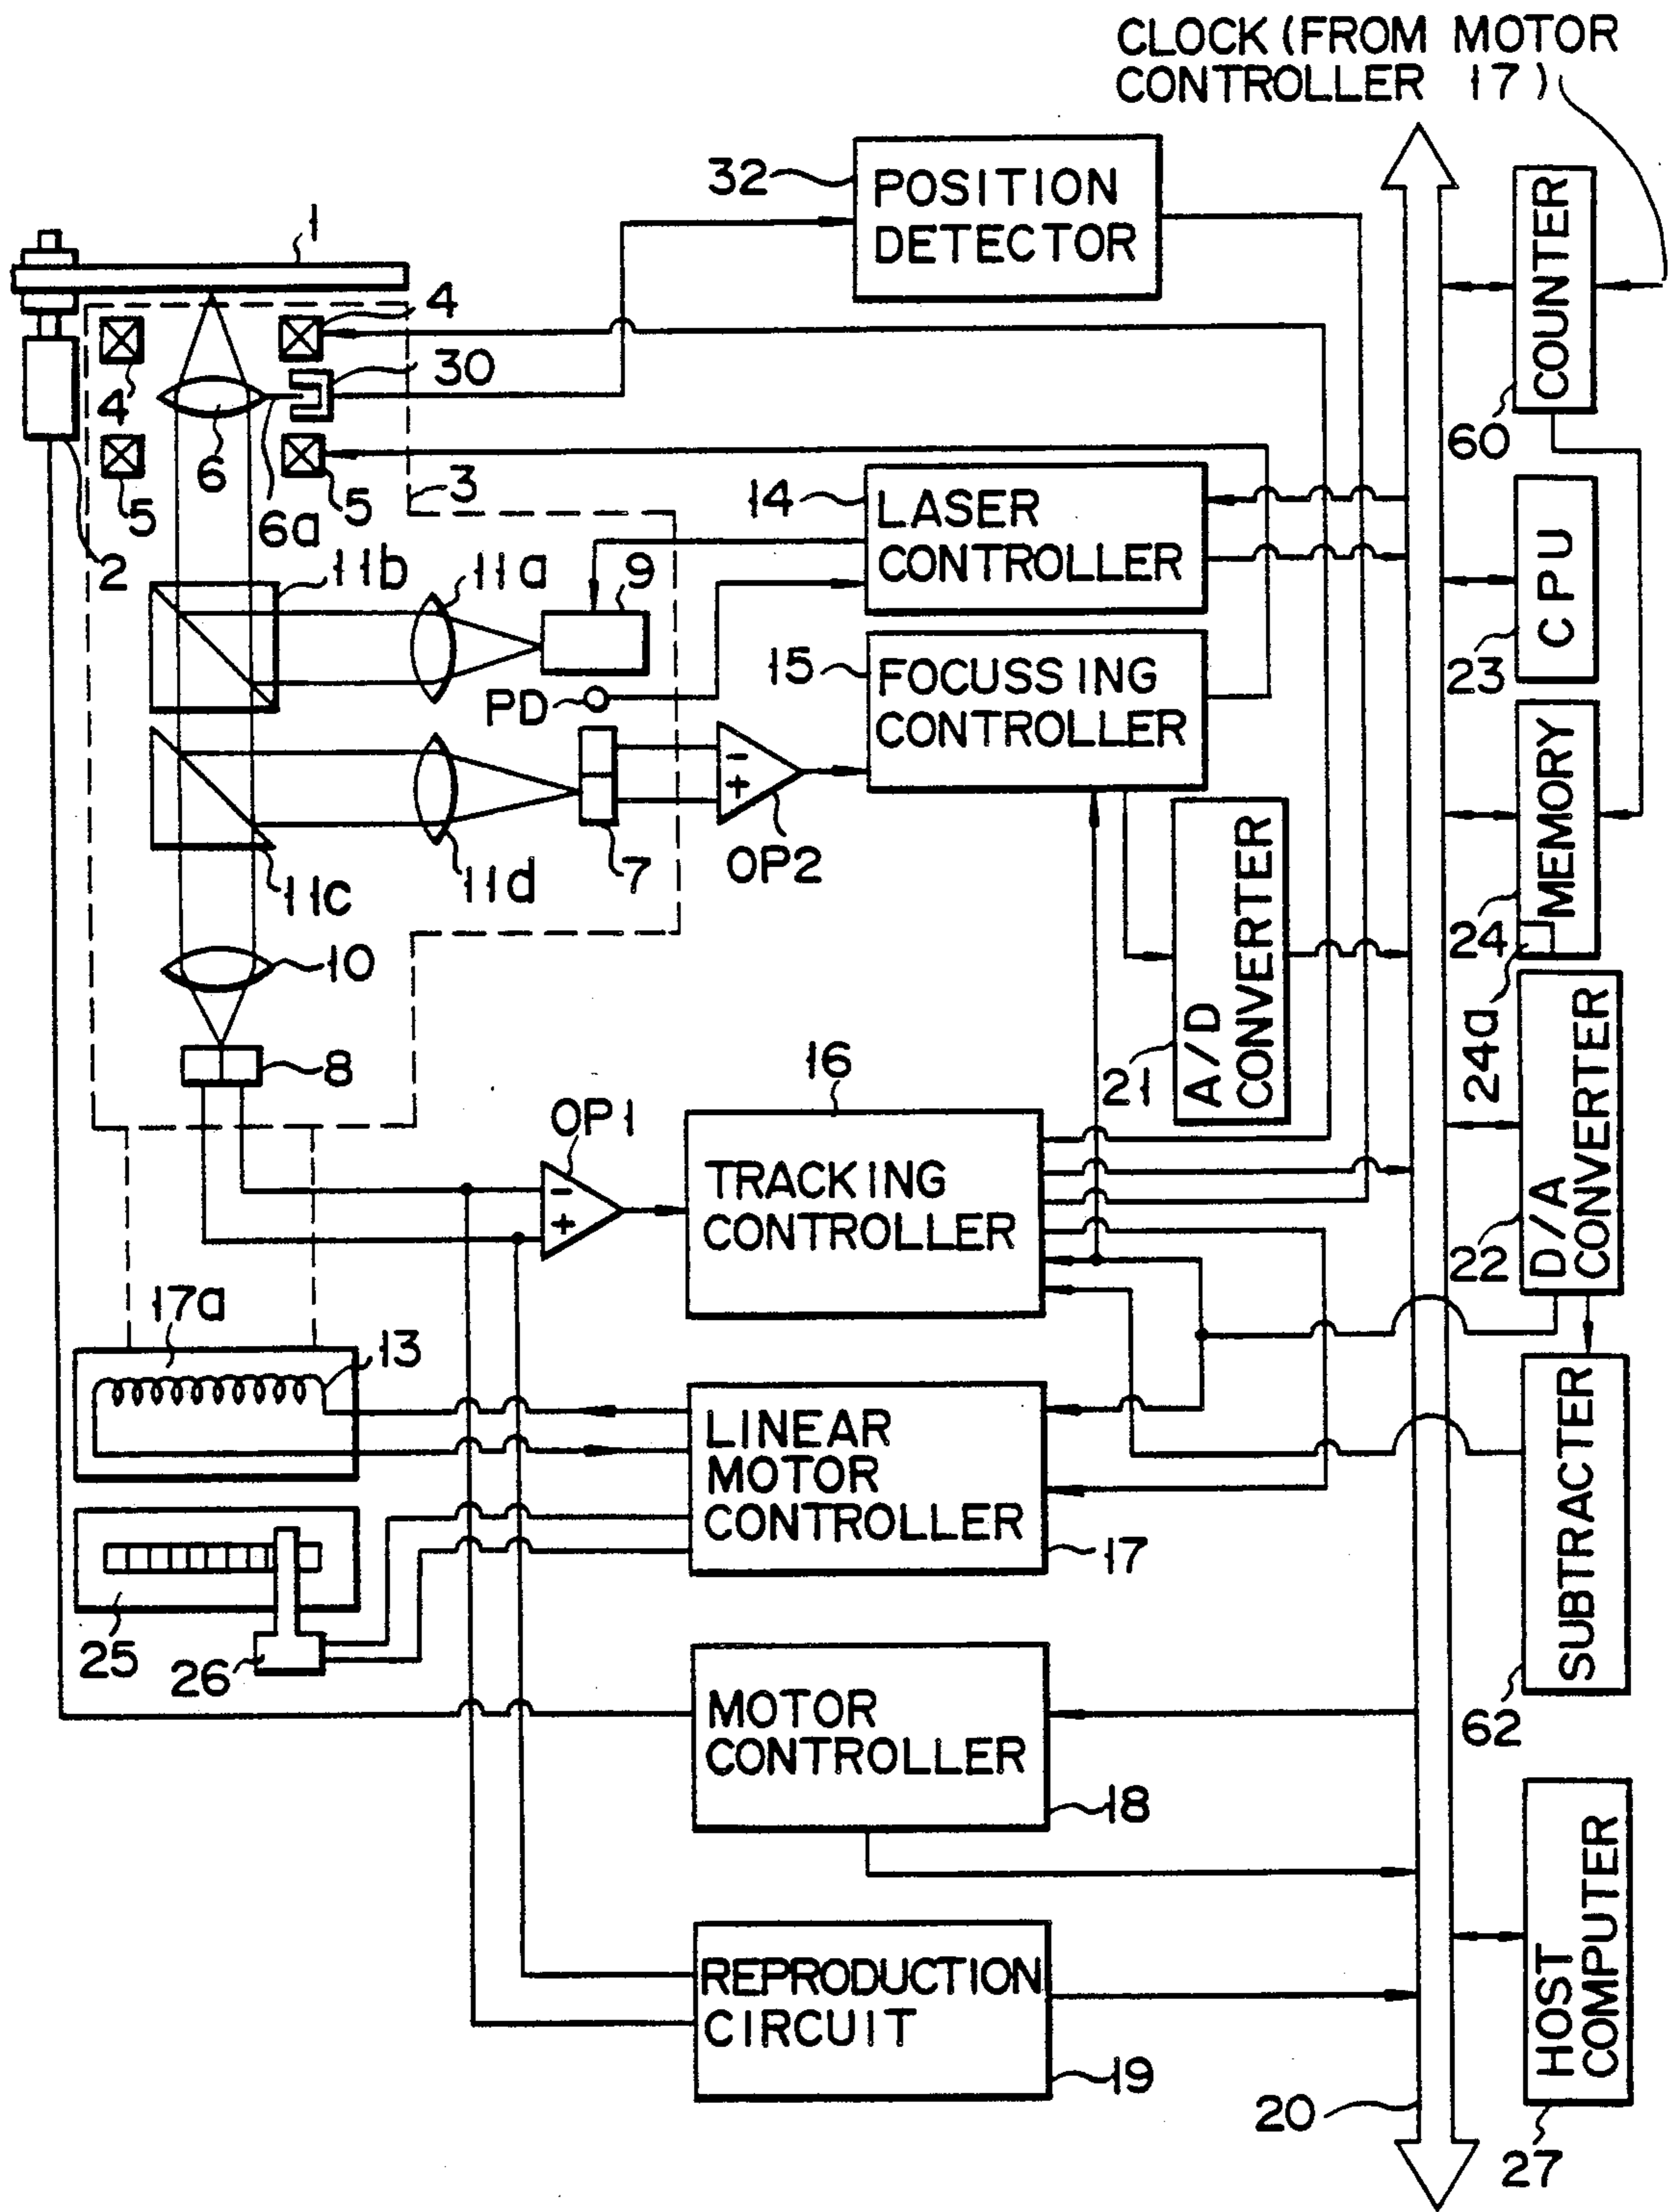 CLOCK (FROM MOTOR
CONTROLLER 17)
32
POSITION
DETECTOR
1
4
30
4
6
5
6a
5
3
2
COUNTER
60
14
LASER
CONTROLLER
11b
11a
9
PD
15
FOCUSSING
CONTROLLER
CPU
23
-
+
OP2
7
11d
11c
MEMORY
24
24a
10
8
A/D
CONVERTER
21
D/A
CONVERTER
22
OP1
-
+
16
TRACKING
CONTROLLER
17a
13
LINEAR
MOTOR
CONTROLLER
17
SUBTRACTER
62
25
26
MOTOR
CONTROLLER
18
REPRODUCTION
CIRCUIT
19
20
HOST
COMPUTER
27